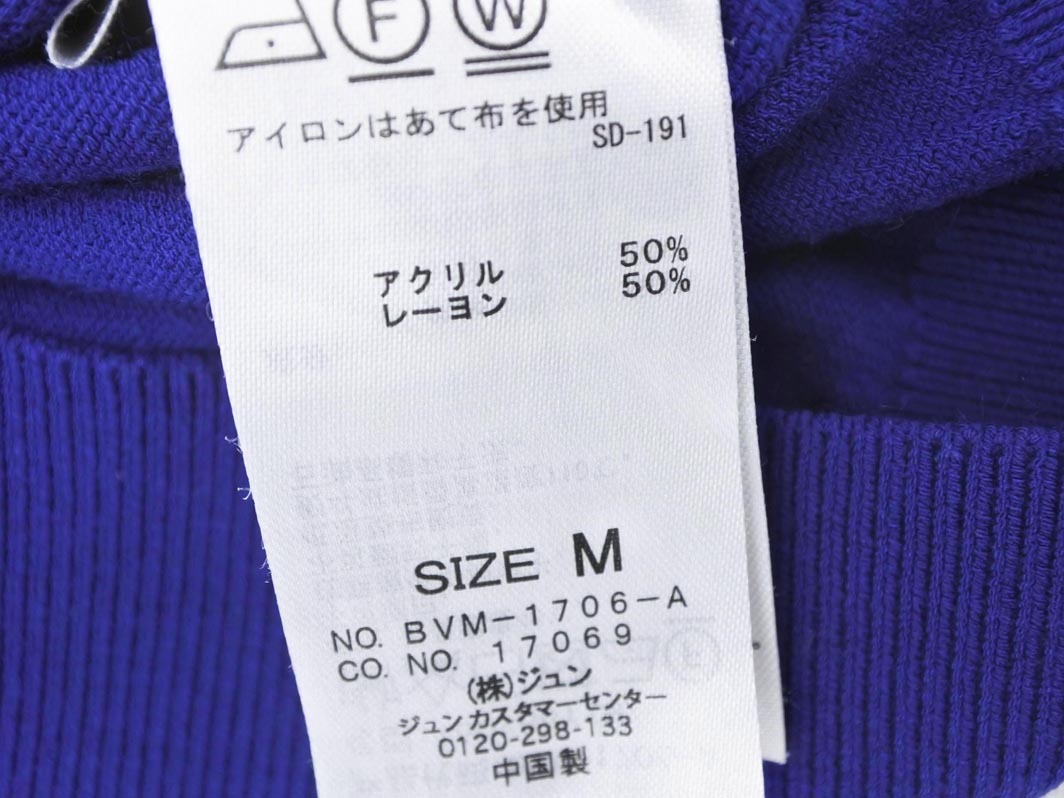 F W
アイロンはあて布を使用
SD-191
アクリル 50%
レーヨン 50%
SIZE M
NO. BVM-1706-A
CO. NO. 17069
(株)ジュン
ジュンカスタマーセンター
0120-298-133
中国製